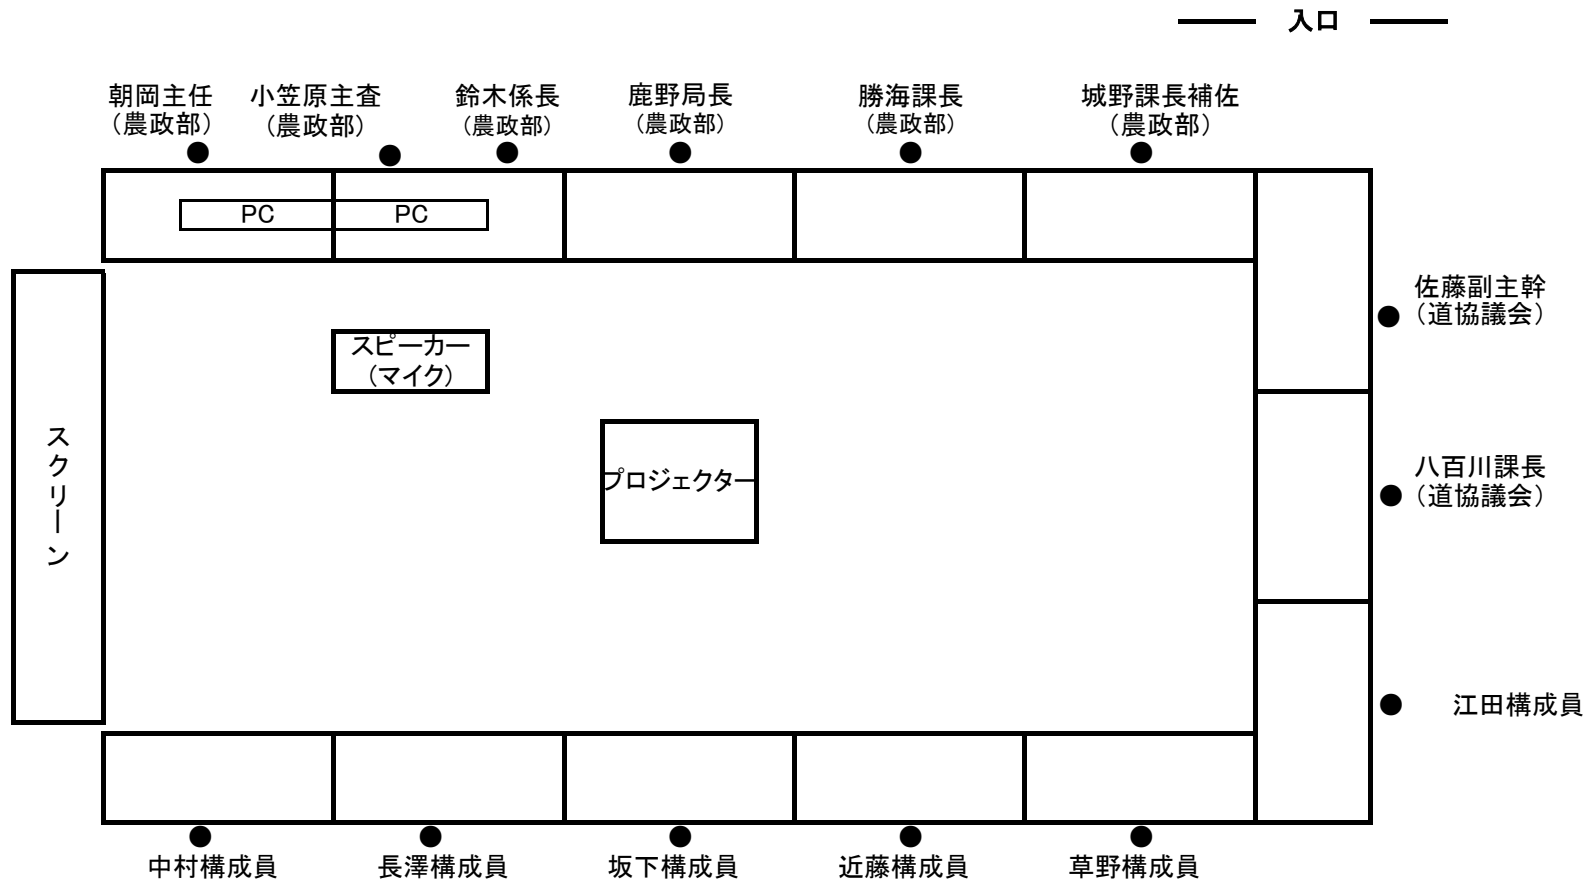 入口
朝岡主任
（農政部）
小笠原主査
（農政部）
鈴木係長
（農政部）
鹿野局長
（農政部）
勝海課長
（農政部）
城野課長補佐
（農政部）
PC
PC
佐藤副主幹
（道協議会）
スピーカー
（マイク）
スクリーン
プロジェクター
八百川課長
（道協議会）
江田構成員
中村構成員
長澤構成員
坂下構成員
近藤構成員
草野構成員